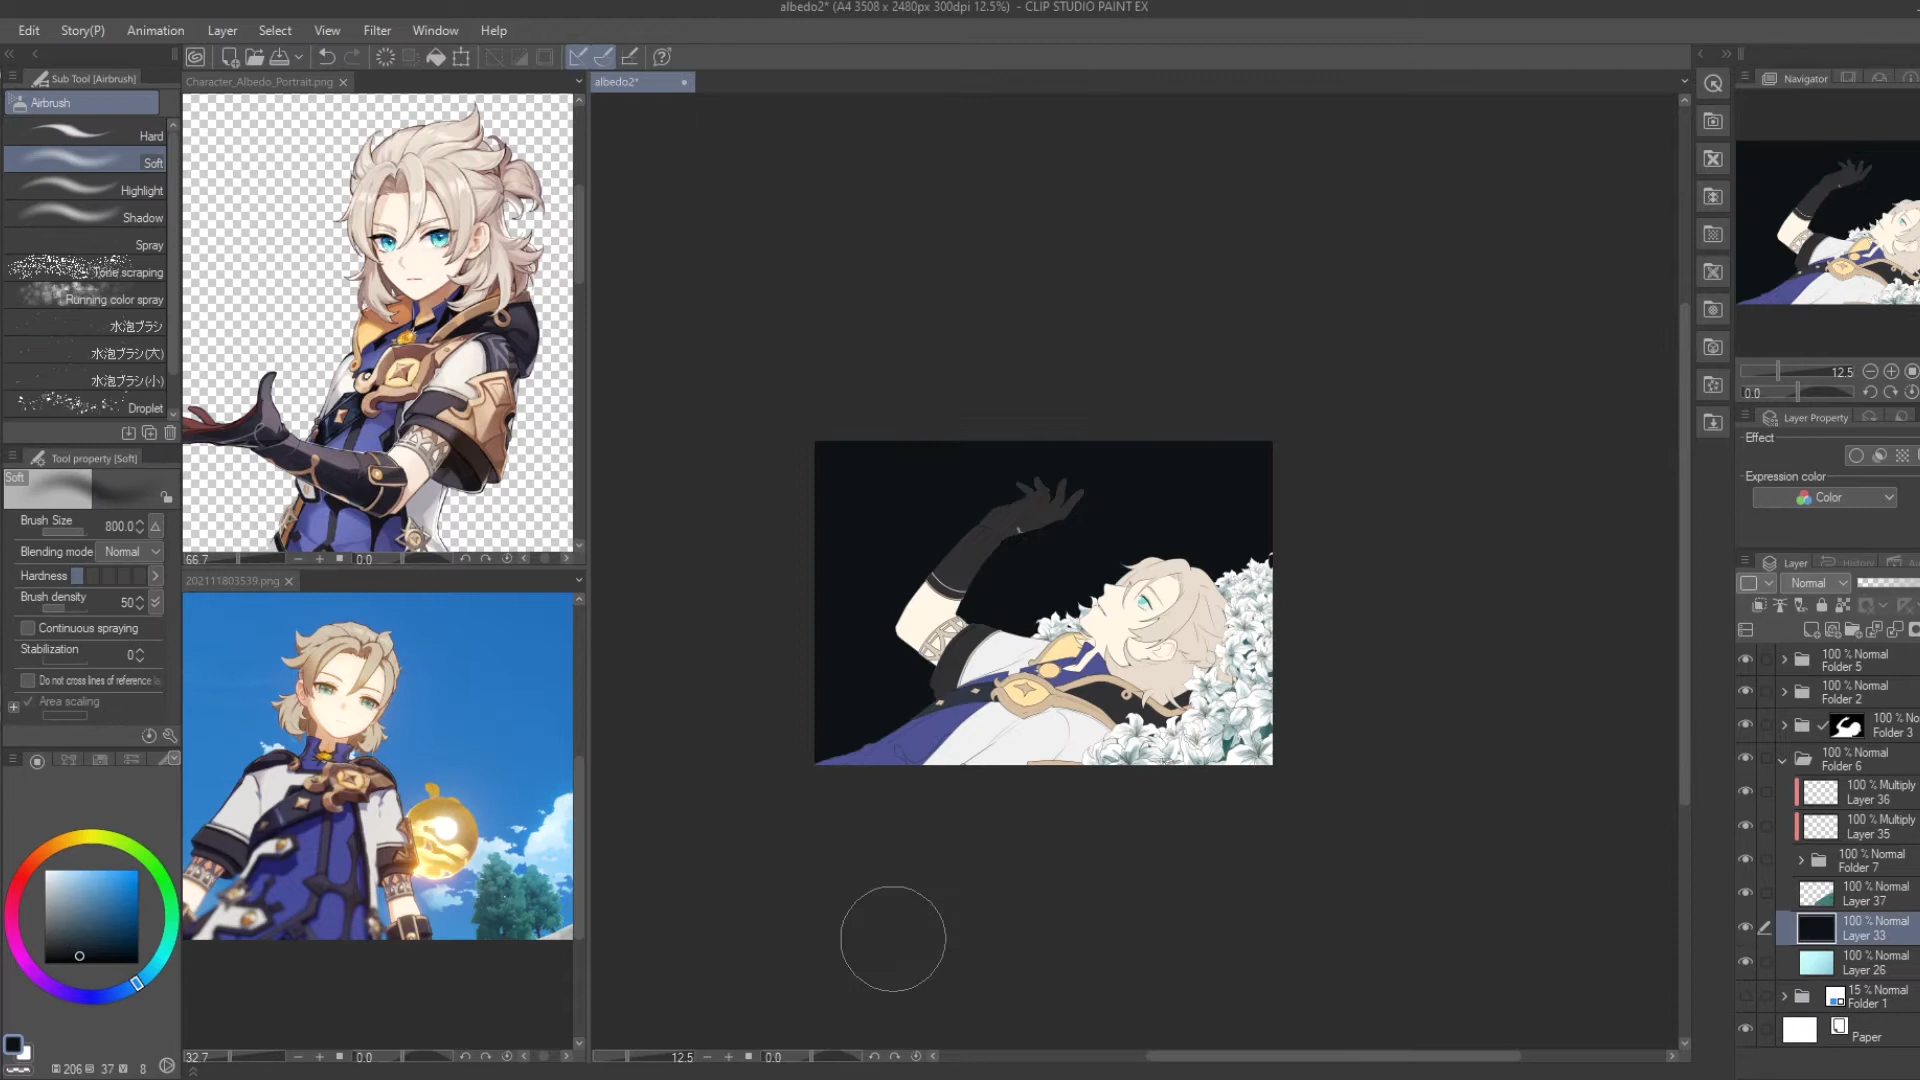 albedo2* (A4 3508 x 2480px 300dpi 12.5%) - CLIP STUDIO PAINT EX
Edit Story(P) Animation Layer Select View Filter Window Help
Sub Tool [Airbrush]
Airbrush
Hard
Soft
Highlight
Shadow
Spray
Tone scraping
Running color spray
水泡ブラシ
水泡ブラシ(大)
水泡ブラシ(小)
Droplet
Tool property [Soft]
Soft
Brush Size 800.0
Blending mode Normal
Hardness
Brush density 50
Continuous spraying
Stabilization 0
Do not cross lines of reference
Area scaling
206 37 8
Character_Albedo_Portrait.png
66.7 0.0
202111803539.png
32.7 0.0
albedo2*
12.5 0.0
Navigator
12.5
0.0
Layer Property
Effect
Expression color
Color
Layer History
Normal
100 % Normal
Folder 5
100 % Normal
Folder 2
100 % No
Folder 3
100 % Normal
Folder 6
100 % Multiply
Layer 36
100 % Multiply
Layer 35
100 % Normal
Folder 7
100 % Normal
Layer 37
100 % Normal
Layer 33
100 % Normal
Layer 26
15 % Normal
Folder 1
Paper